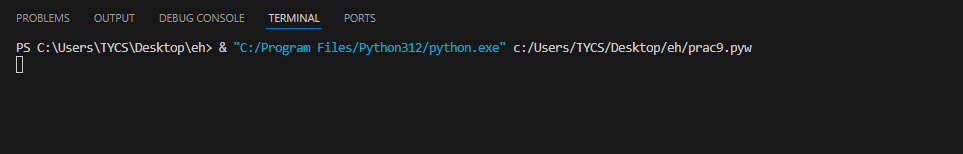 PROBLEMS OUTPUT DEBUG CONSOLE TERMINAL PORTS
PS C:\Users\TYCS\Desktop\eh> & "C:/Program Files/Python312/python.exe" c:/Users/TYCS/Desktop/eh/prac9.pyw